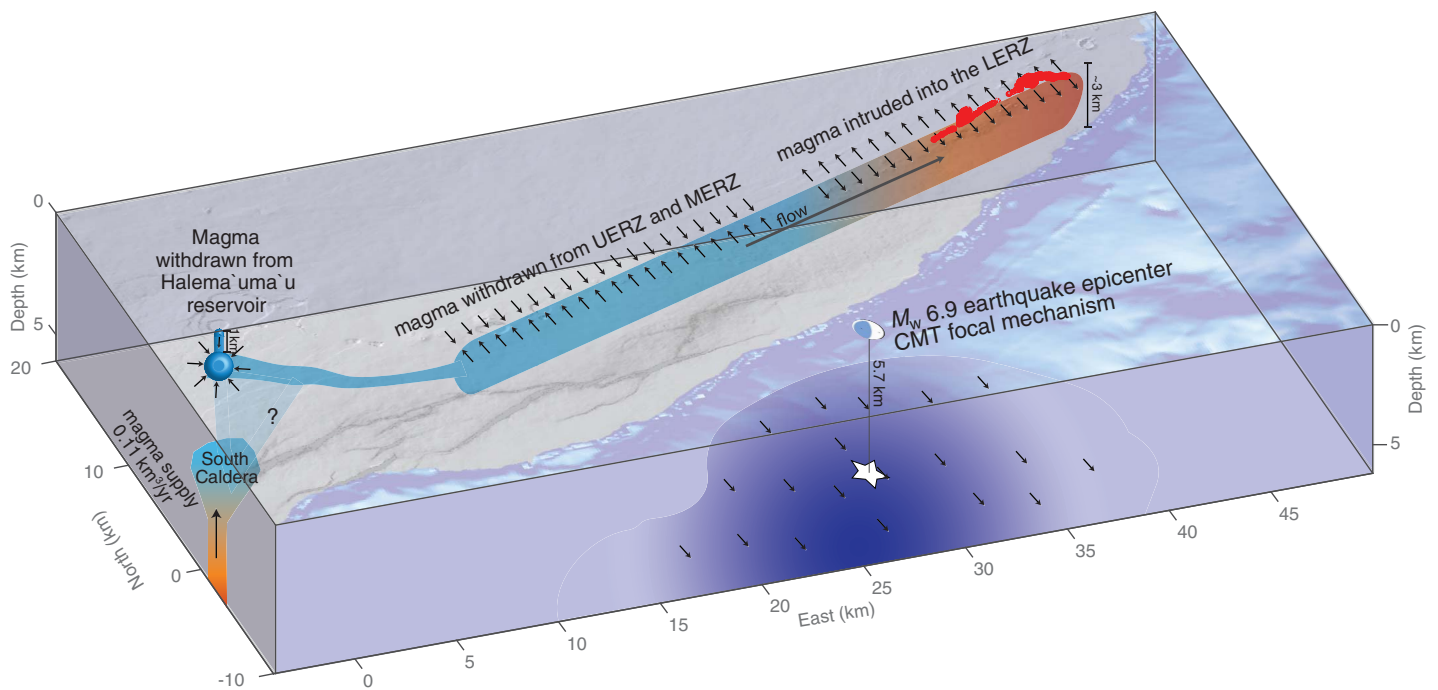 magma intruded into the LERZ
~3 km
magma withdrawn from UERZ and MERZ
flow
0
Depth (km)
5
20
Magma
withdrawn from
Halema`uma`u
reservoir
1 km
?
South
Caldera
magma supply
0.11 km³/yr
10
North (km)
0
-10
Mw 6.9 earthquake epicenter
CMT focal mechanism
5.7 km
0
Depth (km)
5
0
5
10
15
20
East (km)
25
30
35
40
45